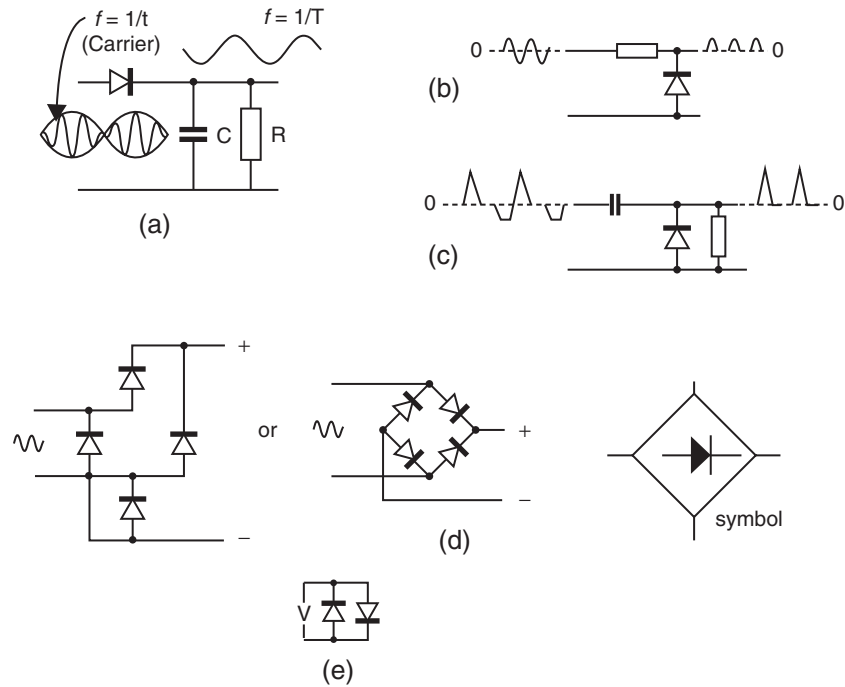 f = 1/t
(Carrier)
f = 1/T
C
R
(a)
0
0
(b)
0
0
(c)
+
−
or
+
−
(d)
symbol
V
(e)